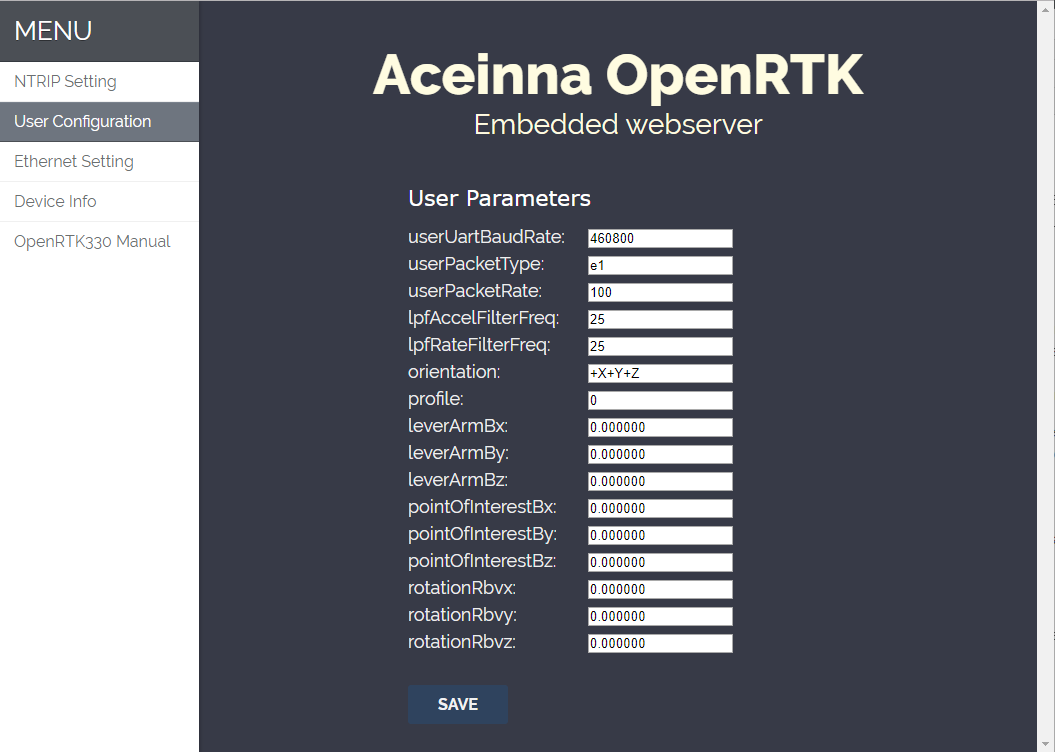 MENU
NTRIP Setting
User Configuration
Ethernet Setting
Device Info
OpenRTK330 Manual
Aceinna OpenRTK
Embedded webserver
User Parameters
userUartBaudRate: 460800
userPacketType: e1
userPacketRate: 100
lpfAccelFilterFreq: 25
lpfRateFilterFreq: 25
orientation: +X+Y+Z
profile: 0
leverArmBx: 0.000000
leverArmBy: 0.000000
leverArmBz: 0.000000
pointOfInterestBx: 0.000000
pointOfInterestBy: 0.000000
pointOfInterestBz: 0.000000
rotationRbvx: 0.000000
rotationRbvy: 0.000000
rotationRbvz: 0.000000
SAVE